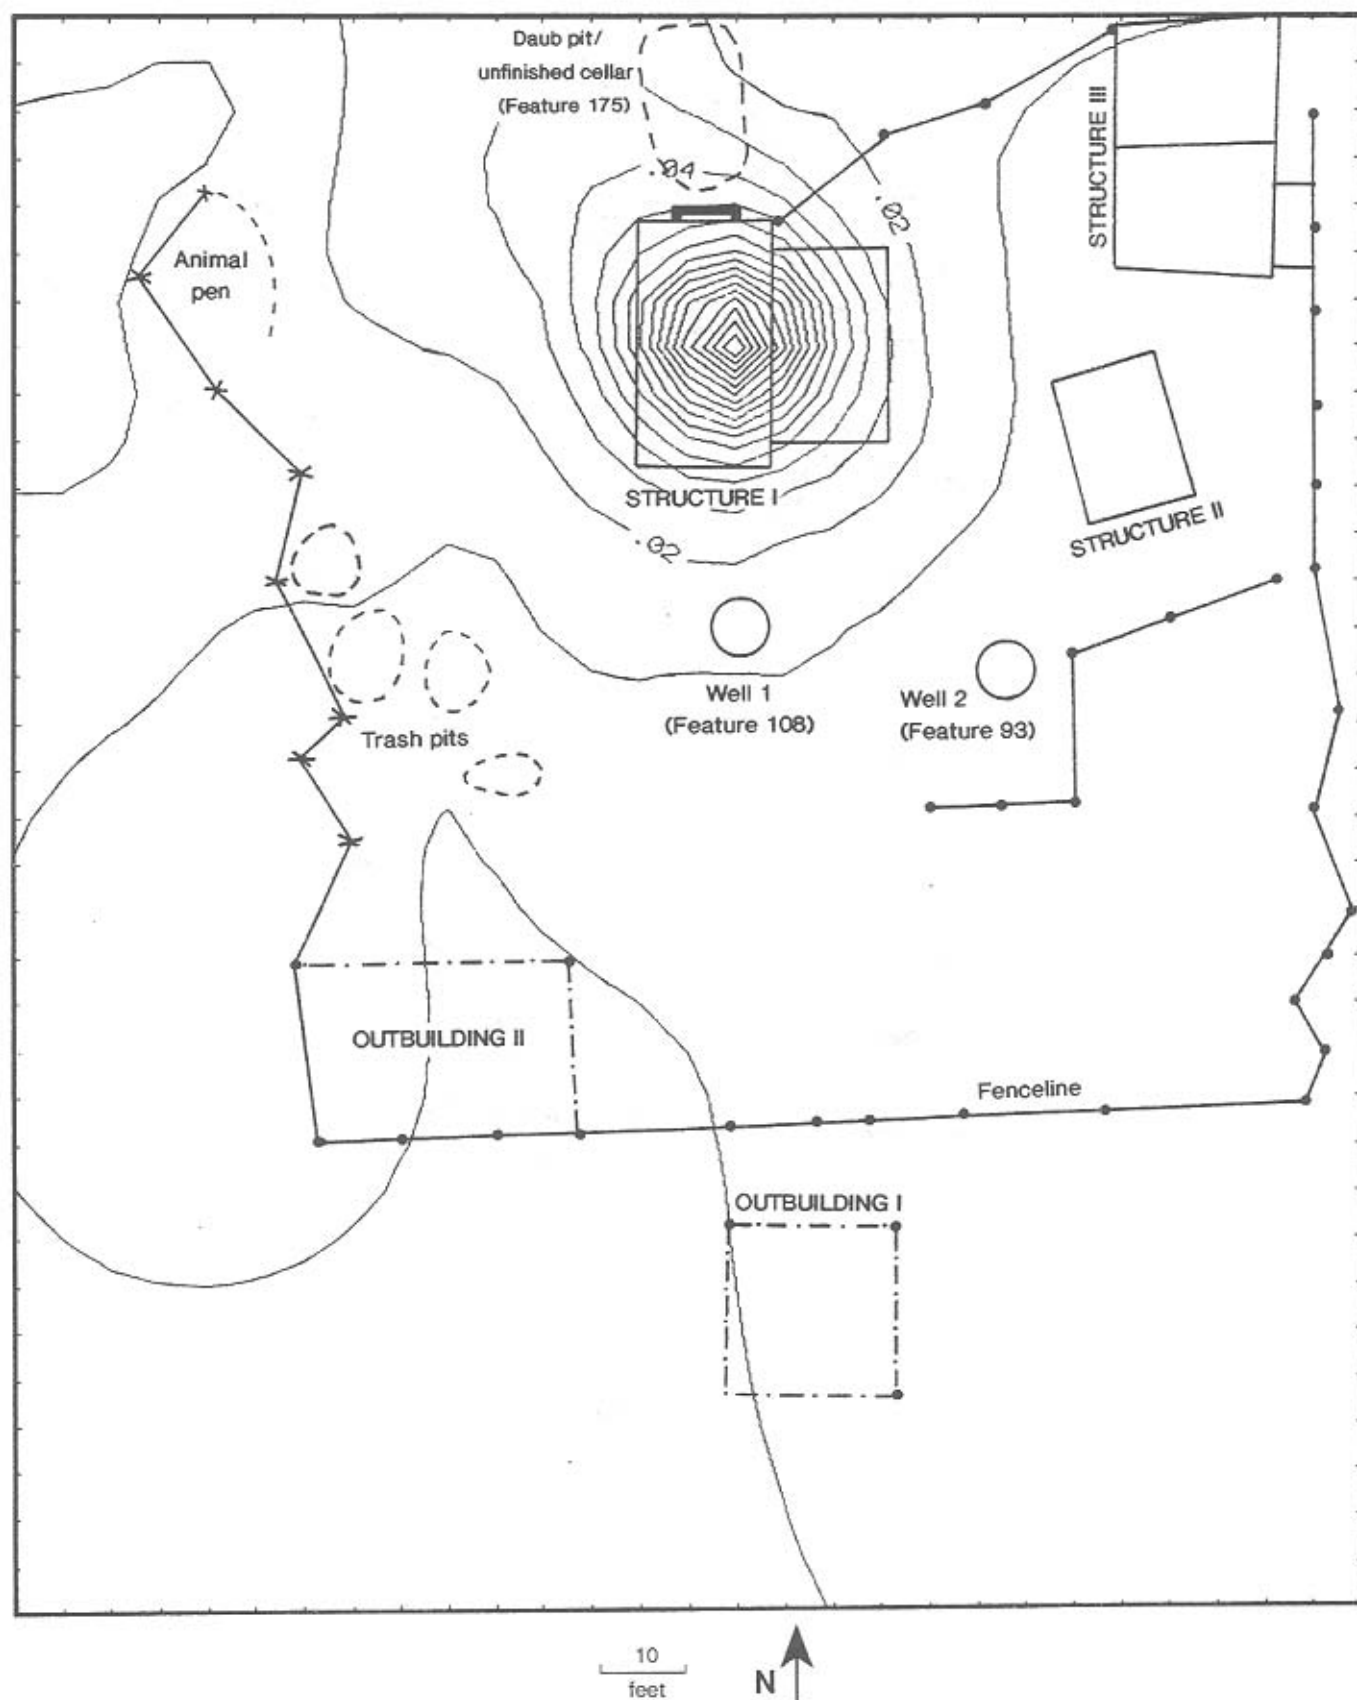 Daub pit/
unfinished cellar
(Feature 175)
STRUCTURE III
.04
.02
Animal
pen
STRUCTURE I
STRUCTURE II
.02
Well 1
(Feature 108)
Well 2
(Feature 93)
Trash pits
OUTBUILDING II
Fenceline
OUTBUILDING I
10
feet
N